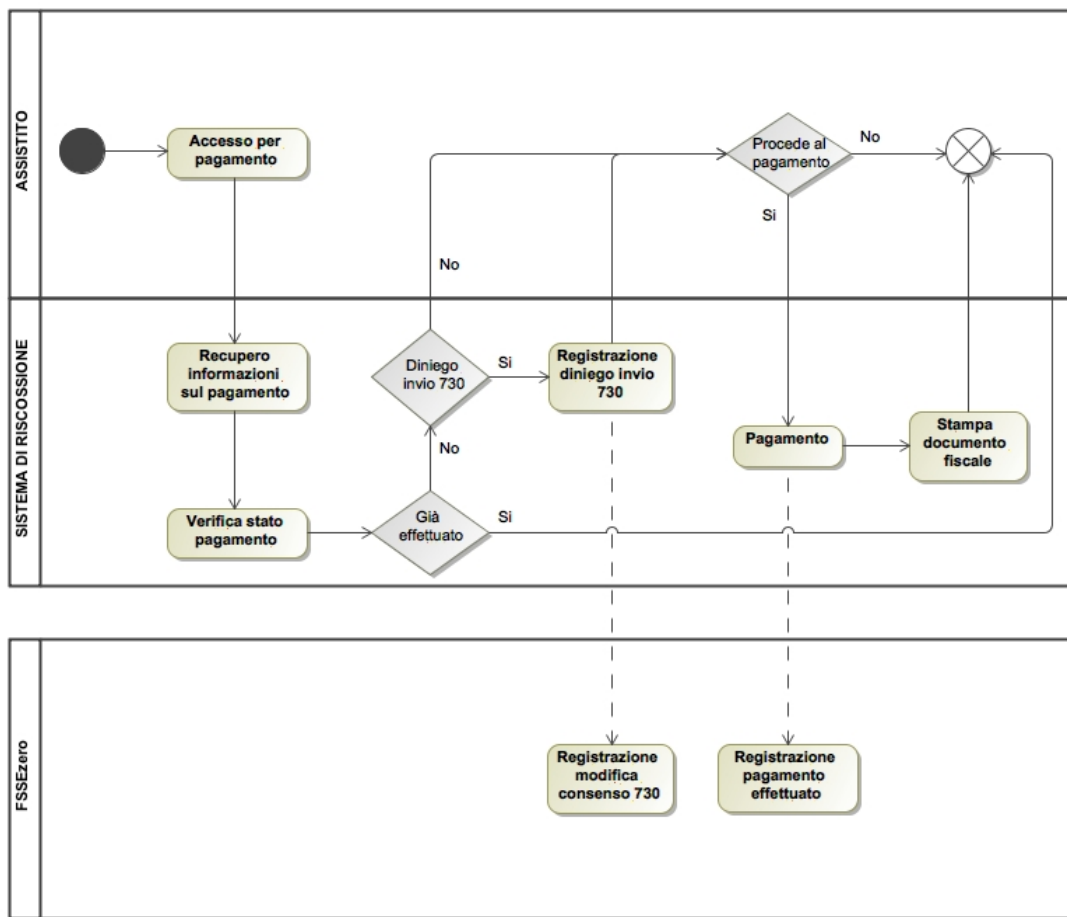 ASSISTITO
Accesso per
pagamento
Procede al
pagamento
No
Si
No
SISTEMA DI RISCOSSIONE
Recupero
informazioni
sul pagamento
Diniego
invio 730
Si
Registrazione
diniego invio
730
Pagamento
Stampa
documento
fiscale
No
Verifica stato
pagamento
Già
effettuato
Si
FSSEzero
Registrazione
modifica
consenso 730
Registrazione
pagamento
effettuato